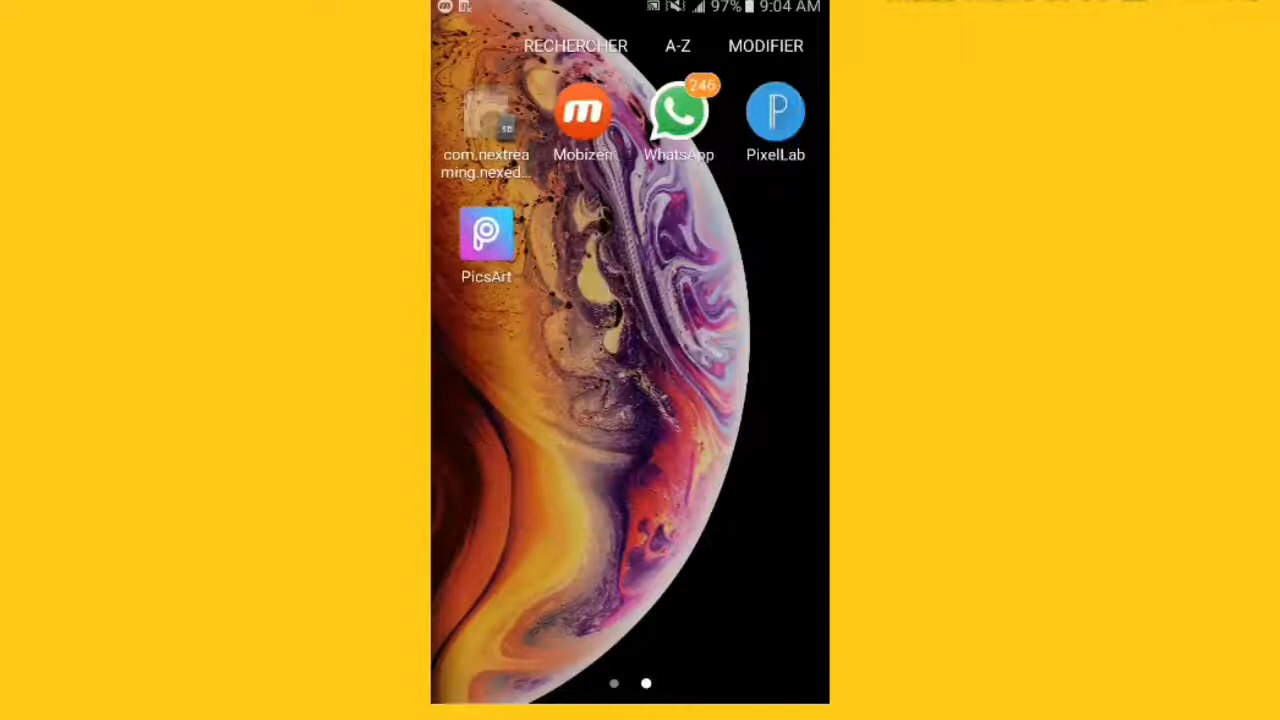 97% 9:04 AM
RECHERCHER A-Z MODIFIER
246
com.nextrea
ming.nexed...
Mobizen
WhatsApp
PixelLab
PicsArt